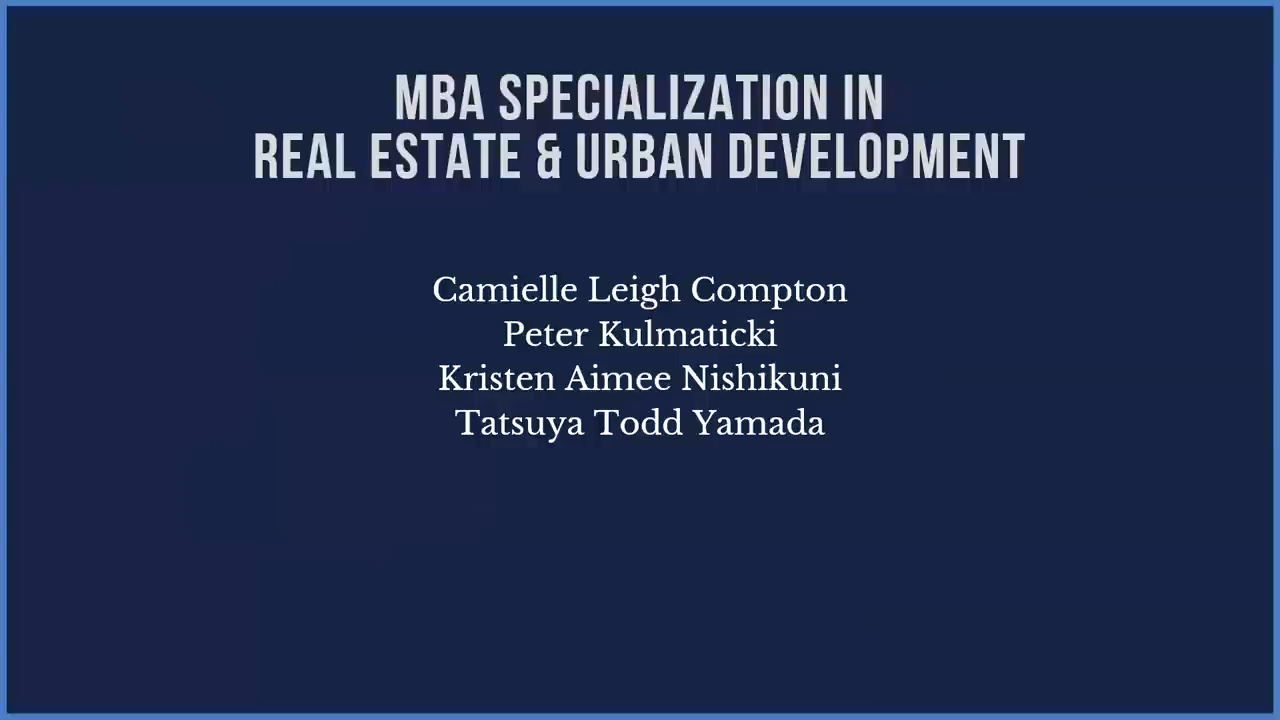 MBA SPECIALIZATION IN
REAL ESTATE & URBAN DEVELOPMENT
Camielle Leigh Compton
Peter Kulmaticki
Kristen Aimee Nishikuni
Tatsuya Todd Yamada